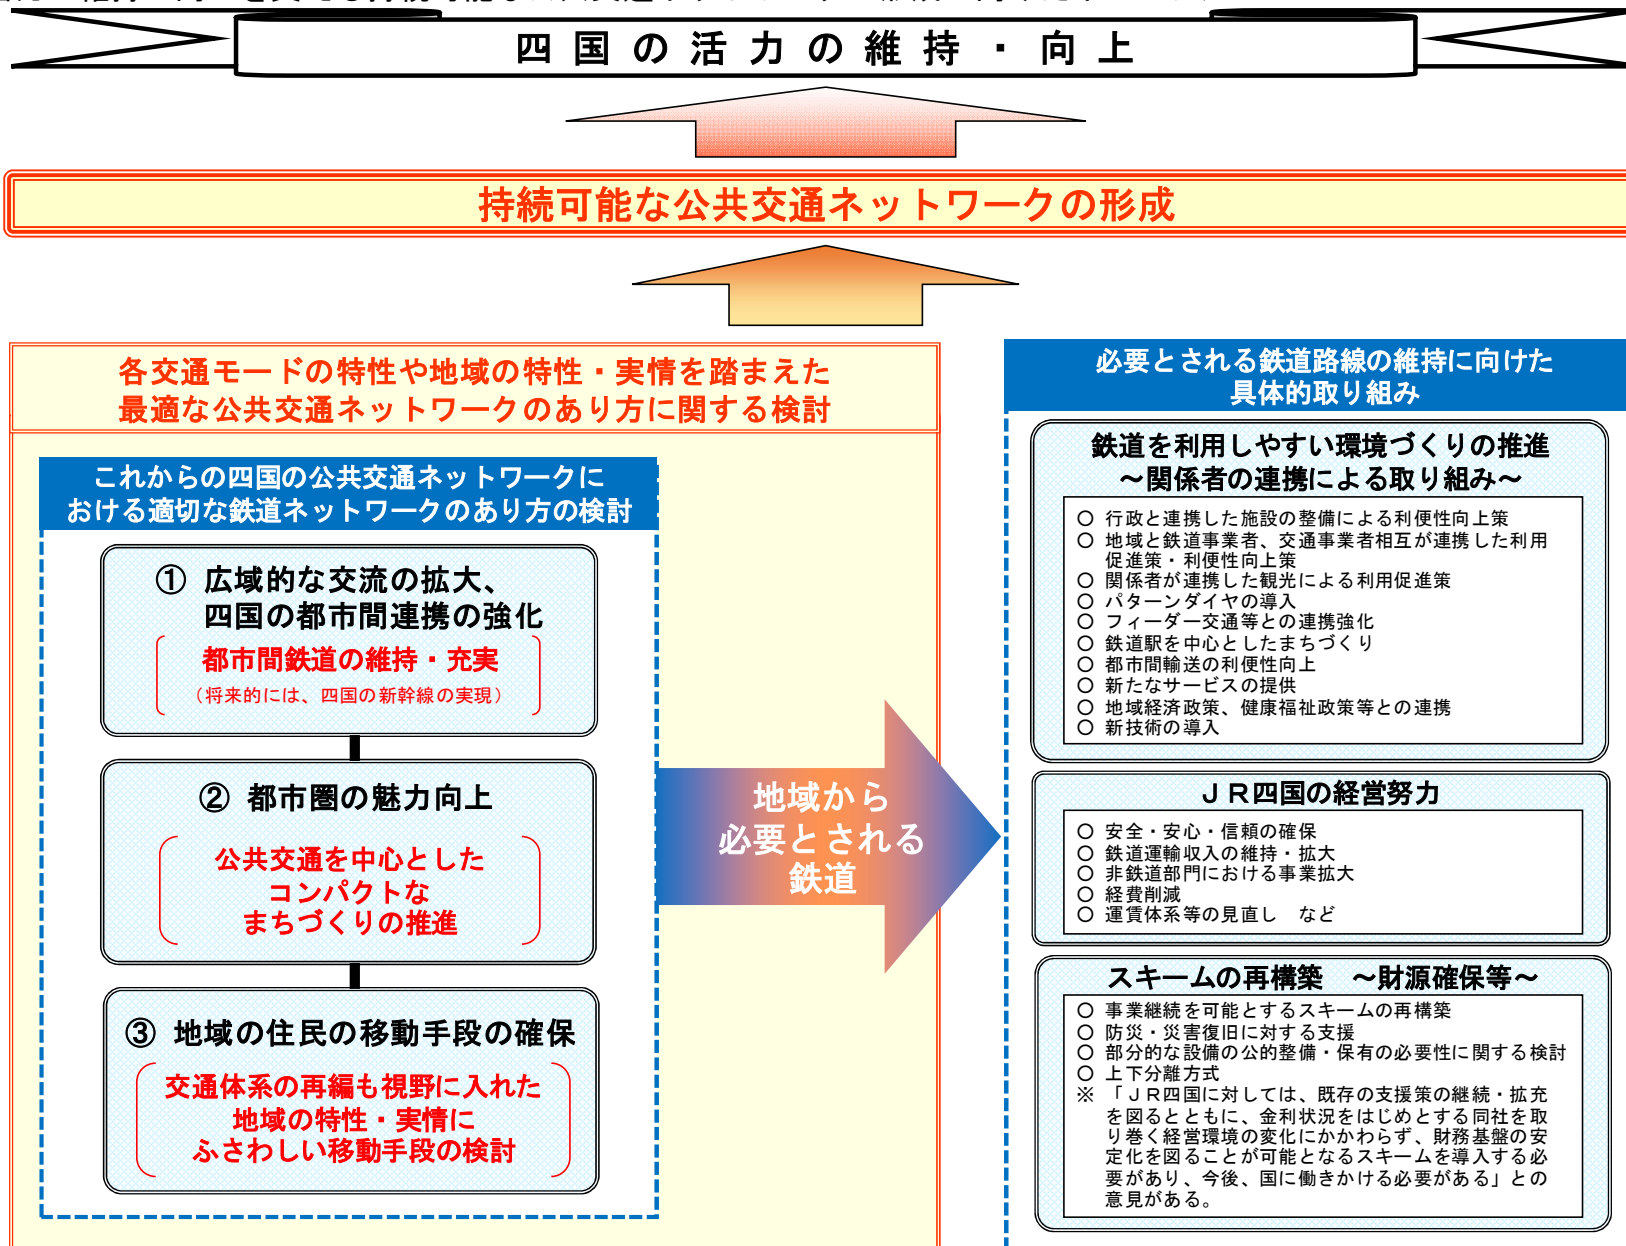 四国の活力の維持・向上
持続可能な公共交通ネットワークの形成
各交通モードの特性や地域の特性・実情を踏まえた
最適な公共交通ネットワークのあり方に関する検討
これからの四国の公共交通ネットワークに
おける適切な鉄道ネットワークのあり方の検討
① 広域的な交流の拡大、
四国の都市間連携の強化
都市間鉄道の維持・充実
（将来的には、四国の新幹線の実現）
② 都市圏の魅力向上
公共交通を中心とした
コンパクトな
まちづくりの推進
③ 地域の住民の移動手段の確保
交通体系の再編も視野に入れた
地域の特性・実情に
ふさわしい移動手段の検討
地域から
必要とされる
鉄道
必要とされる鉄道路線の維持に向けた
具体的取り組み
鉄道を利用しやすい環境づくりの推進
～関係者の連携による取り組み～
○ 行政と連携した施設の整備による利便性向上策
○ 地域と鉄道事業者、交通事業者相互が連携した利用
促進策・利便性向上策
○ 関係者が連携した観光による利用促進策
○ パターンダイヤの導入
○ フィーダー交通等との連携強化
○ 鉄道駅を中心としたまちづくり
○ 都市間輸送の利便性向上
○ 新たなサービスの提供
○ 地域経済政策、健康福祉政策等との連携
○ 新技術の導入
ＪＲ四国の経営努力
○ 安全・安心・信頼の確保
○ 鉄道運輸収入の維持・拡大
○ 非鉄道部門における事業拡大
○ 経費削減
○ 運賃体系等の見直し　など
スキームの再構築　～財源確保等～
○ 事業継続を可能とするスキームの再構築
○ 防災・災害復旧に対する支援
○ 部分的な設備の公的整備・保有の必要性に関する検討
○ 上下分離方式
※ 「ＪＲ四国に対しては、既存の支援策の継続・拡充
を図るとともに、金利状況をはじめとする同社を取
り巻く経営環境の変化にかかわらず、財務基盤の安
定化を図ることが可能となるスキームを導入する必
要があり、今後、国に働きかける必要がある」との
意見がある。